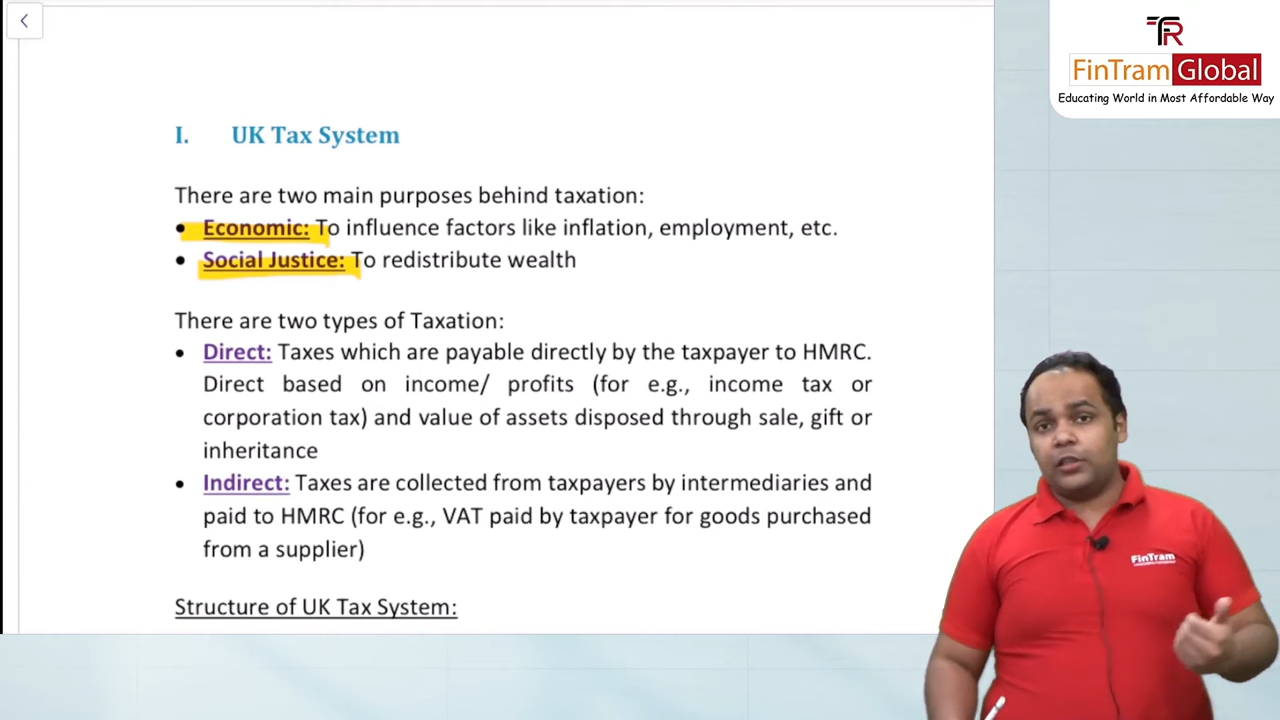 TR
FinTram Global
Educating World in Most Affordable Way
I. UK Tax System
There are two main purposes behind taxation:
• Economic: To influence factors like inflation, employment, etc.
• Social Justice: To redistribute wealth
There are two types of Taxation:
• Direct: Taxes which are payable directly by the taxpayer to HMRC.
Direct based on income/ profits (for e.g., income tax or
corporation tax) and value of assets disposed through sale, gift or
inheritance
• Indirect: Taxes are collected from taxpayers by intermediaries and
paid to HMRC (for e.g., VAT paid by taxpayer for goods purchased
from a supplier)
Structure of UK Tax System:
FinTram